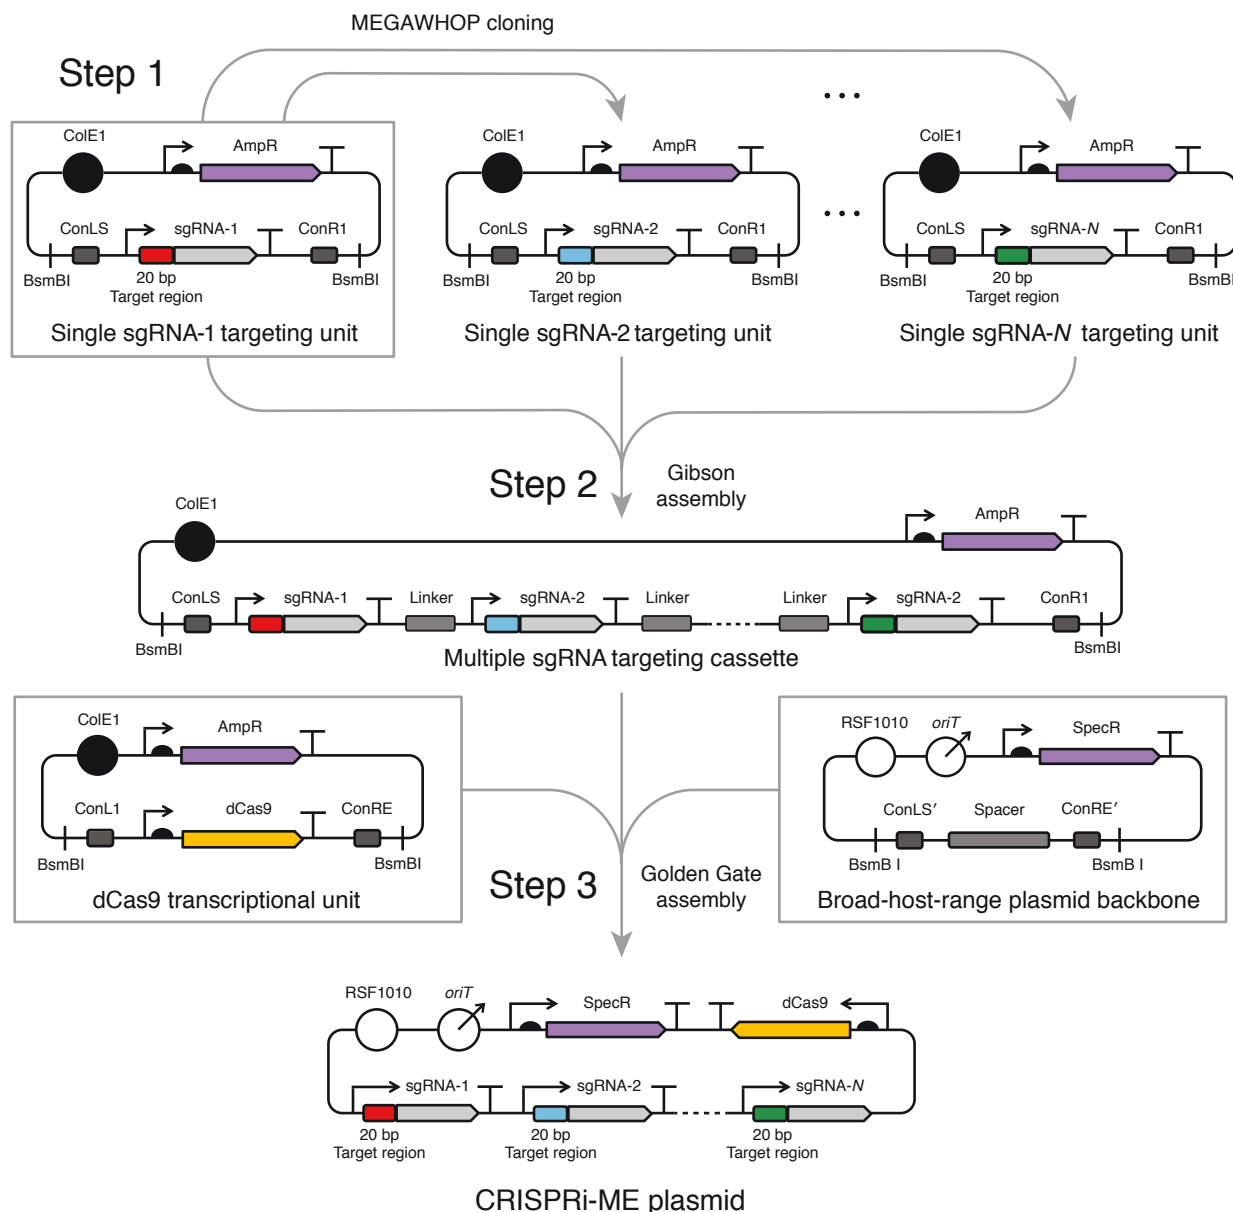 MEGAWHOP cloning
Step 1
...
ColE1
AmpR
ColE1
AmpR
ColE1
AmpR
...
ConLS
sgRNA-1
ConR1
ConLS
sgRNA-2
ConR1
ConLS
sgRNA-N
ConR1
BsmBI
20 bp
Target region
BsmBI
BsmBI
20 bp
Target region
BsmBI
BsmBI
20 bp
Target region
BsmBI
Single sgRNA-1 targeting unit
Single sgRNA-2 targeting unit
Single sgRNA-N targeting unit
Step 2
Gibson
assembly
ColE1
AmpR
ConLS
sgRNA-1
Linker
sgRNA-2
Linker
Linker
sgRNA-2
ConR1
BsmBI
BsmBI
Multiple sgRNA targeting cassette
ColE1
AmpR
ConL1
dCas9
ConRE
BsmBI
BsmBI
dCas9 transcriptional unit
RSF1010
oriT
SpecR
ConLS′
Spacer
ConRE′
BsmB I
BsmB I
Broad-host-range plasmid backbone
Step 3
Golden Gate
assembly
RSF1010
oriT
SpecR
dCas9
sgRNA-1
sgRNA-2
sgRNA-N
20 bp
Target region
20 bp
Target region
20 bp
Target region
CRISPRi-ME plasmid